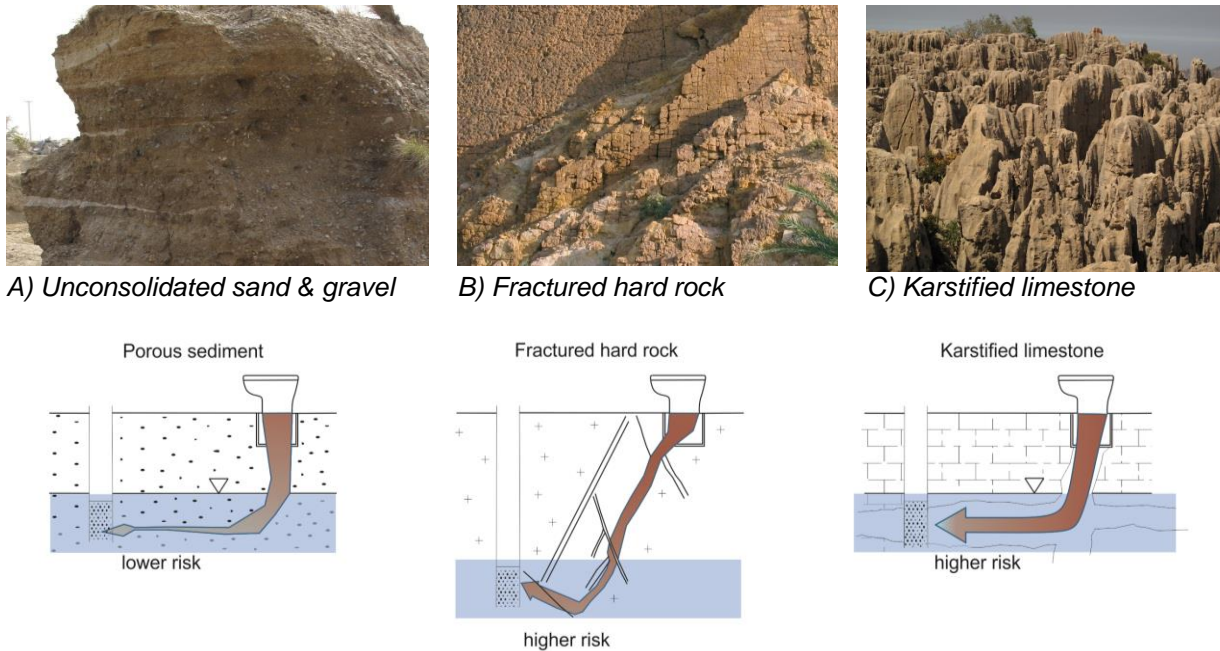 A) Unconsolidated sand & gravel
B) Fractured hard rock
C) Karstified limestone
Porous sediment
Fractured hard rock
Karstified limestone
lower risk
higher risk
higher risk